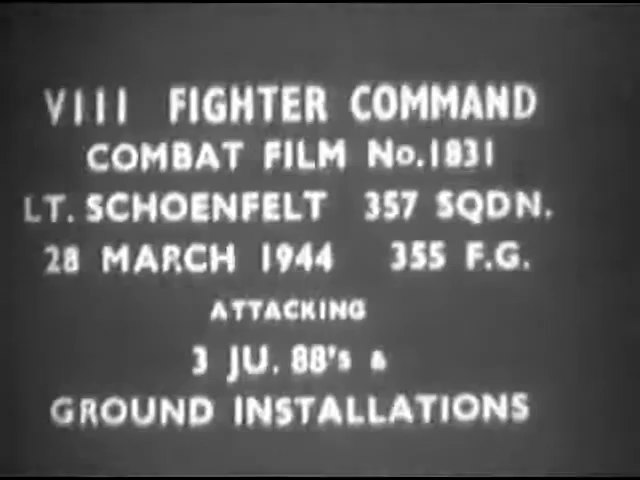 VIII FIGHTER COMMAND
COMBAT FILM No.1831
LT. SCHOENFELT 357 SQDN.
28 MARCH 1944 355 F.G.
ATTACKING
3 JU. 88's &
GROUND INSTALLATIONS